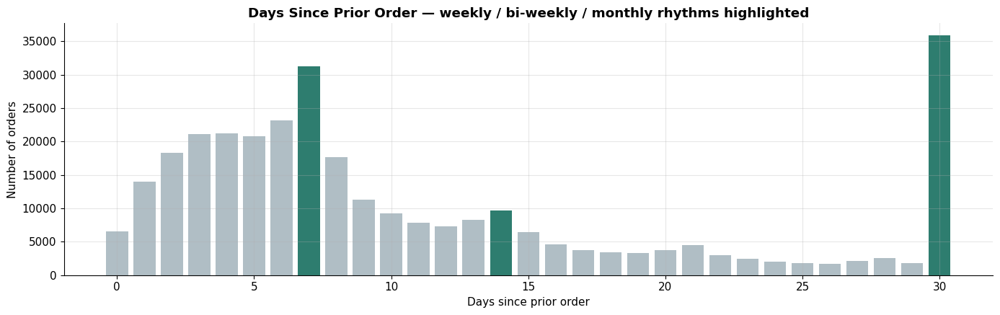 Days Since Prior Order — weekly / bi-weekly / monthly rhythms highlighted
Number of orders
35000
30000
25000
20000
15000
10000
5000
0
0 5 10 15 20 25 30
Days since prior order